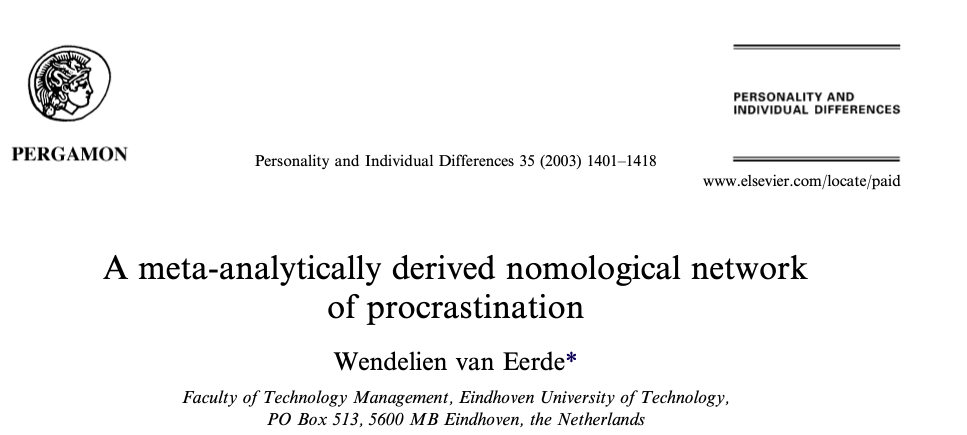 PERGAMON
PERSONALITY AND
INDIVIDUAL DIFFERENCES
Personality and Individual Differences 35 (2003) 1401–1418
www.elsevier.com/locate/paid
A meta-analytically derived nomological network
of procrastination
Wendelien van Eerde*
Faculty of Technology Management, Eindhoven University of Technology,
PO Box 513, 5600 MB Eindhoven, the Netherlands